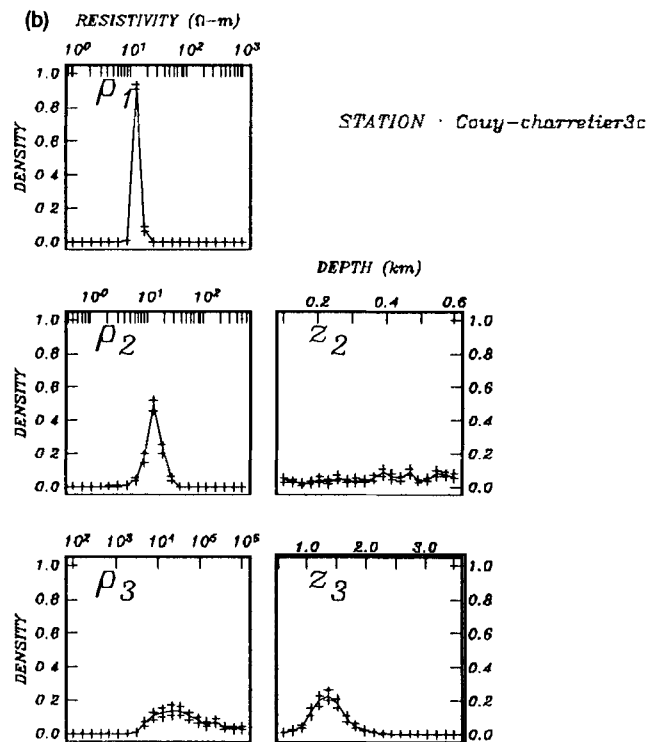 (b) RESISTIVITY (Ω-m)
10⁰ 10¹ 10² 10³
1.0
0.8
0.6
0.4
0 2
0.0
DENSITY
ρ1
STATION · Couy-charretier3c
DEPTH (km)
10⁰ 10¹ 10²
1.0
0.8
0.6
0.4
0 2
0.0
DENSITY
ρ2
0.2 0.4 0.6
z2
1.0
0.8
0.6
0.4
0.2
0.0
10² 10³ 10⁴ 10⁵ 10⁶
1.0
0.8
0.6
0 4
0.2
0.0
DENSITY
ρ3
1.0 2.0 3.0
z3
1.0
0.8
0.6
0.4
0.2
0.0